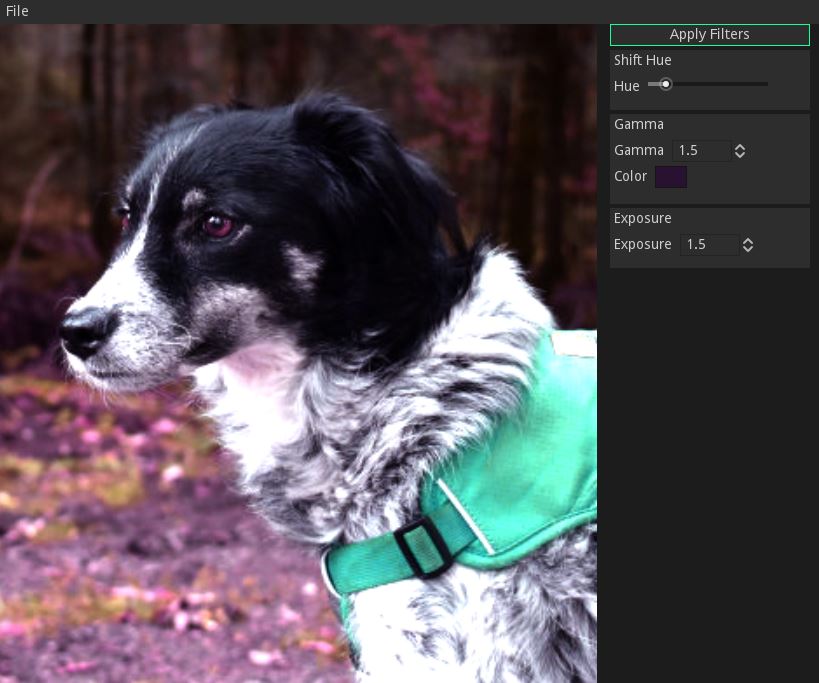 File
Apply Filters
Shift Hue
Hue
Gamma
Gamma 1.5
Color
Exposure
Exposure 1.5